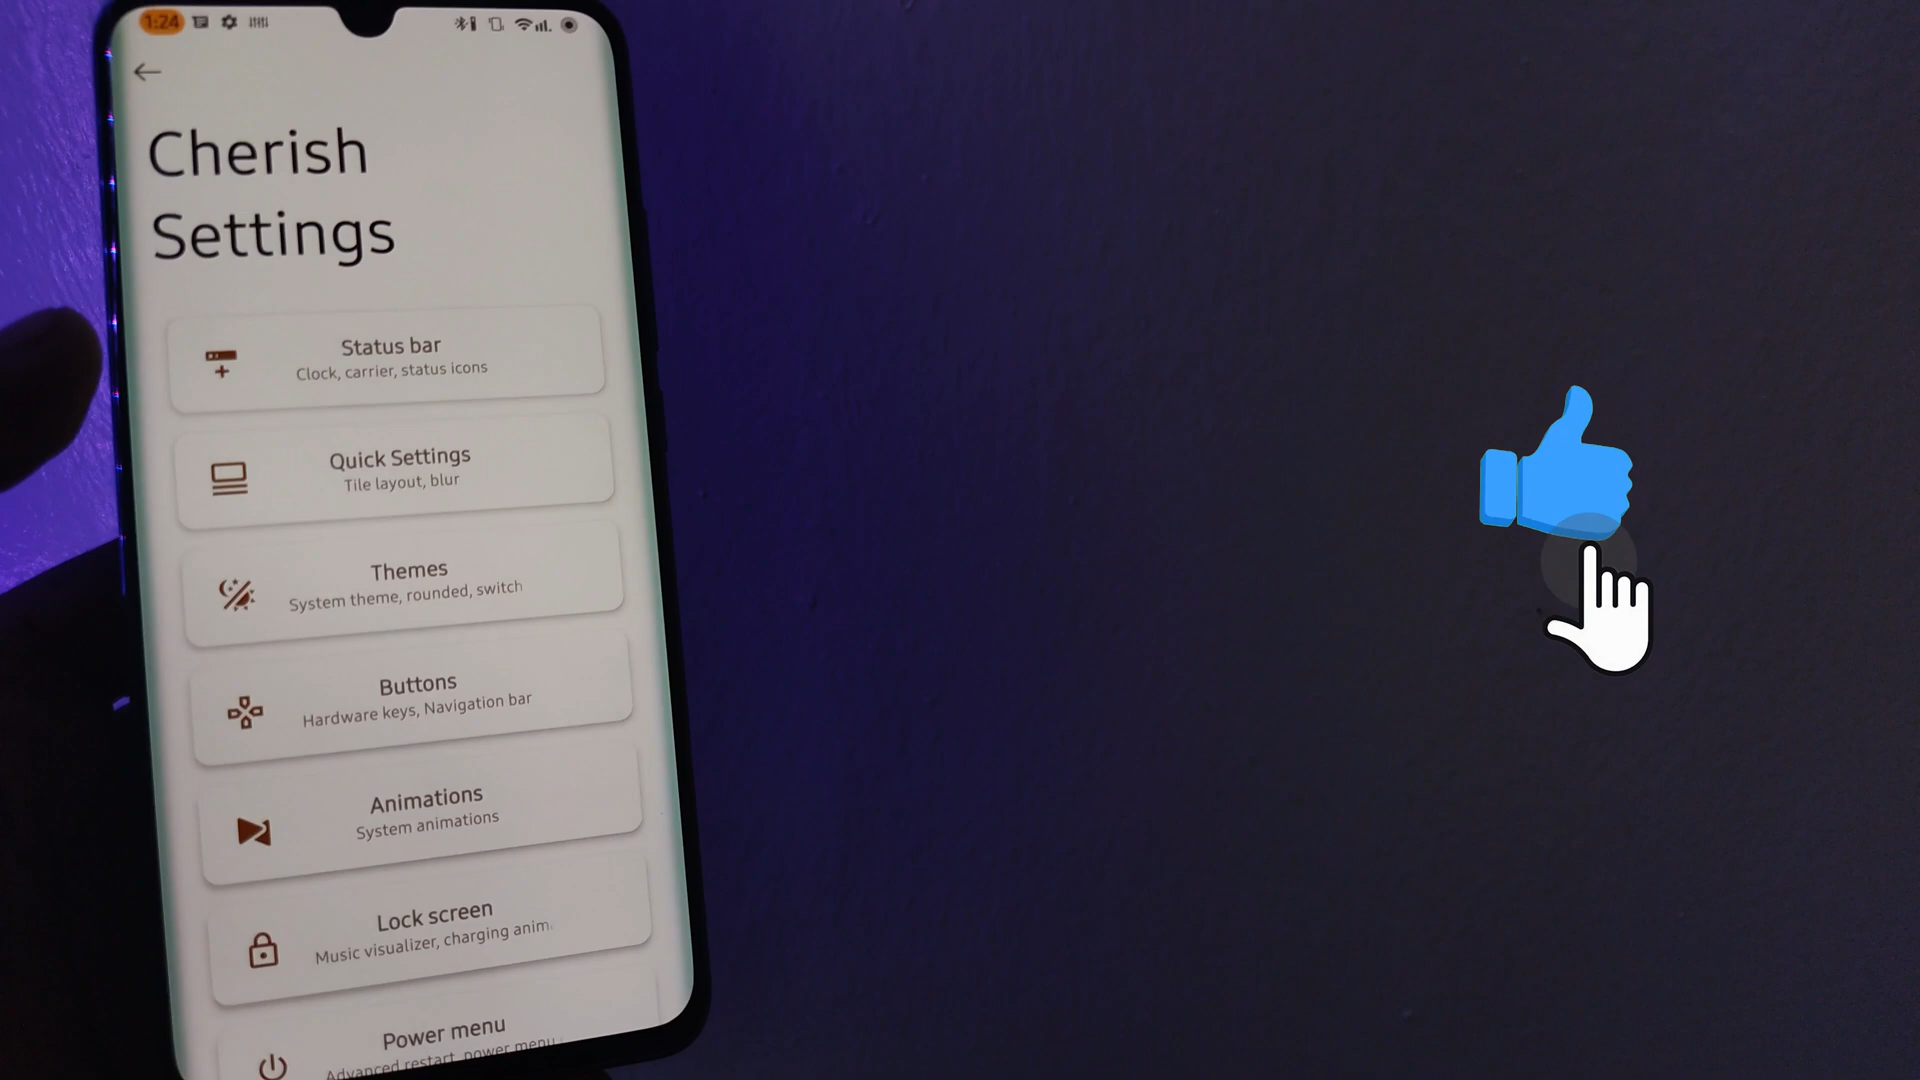 1:24
Cherish
Settings
Status bar
Clock, carrier, status icons
Quick Settings
Tile layout, blur
Themes
System theme, rounded, switch
Buttons
Hardware keys, Navigation bar
Animations
System animations
Lock screen
Music visualizer, charging anim
Power menu
Advanced restart, power menu